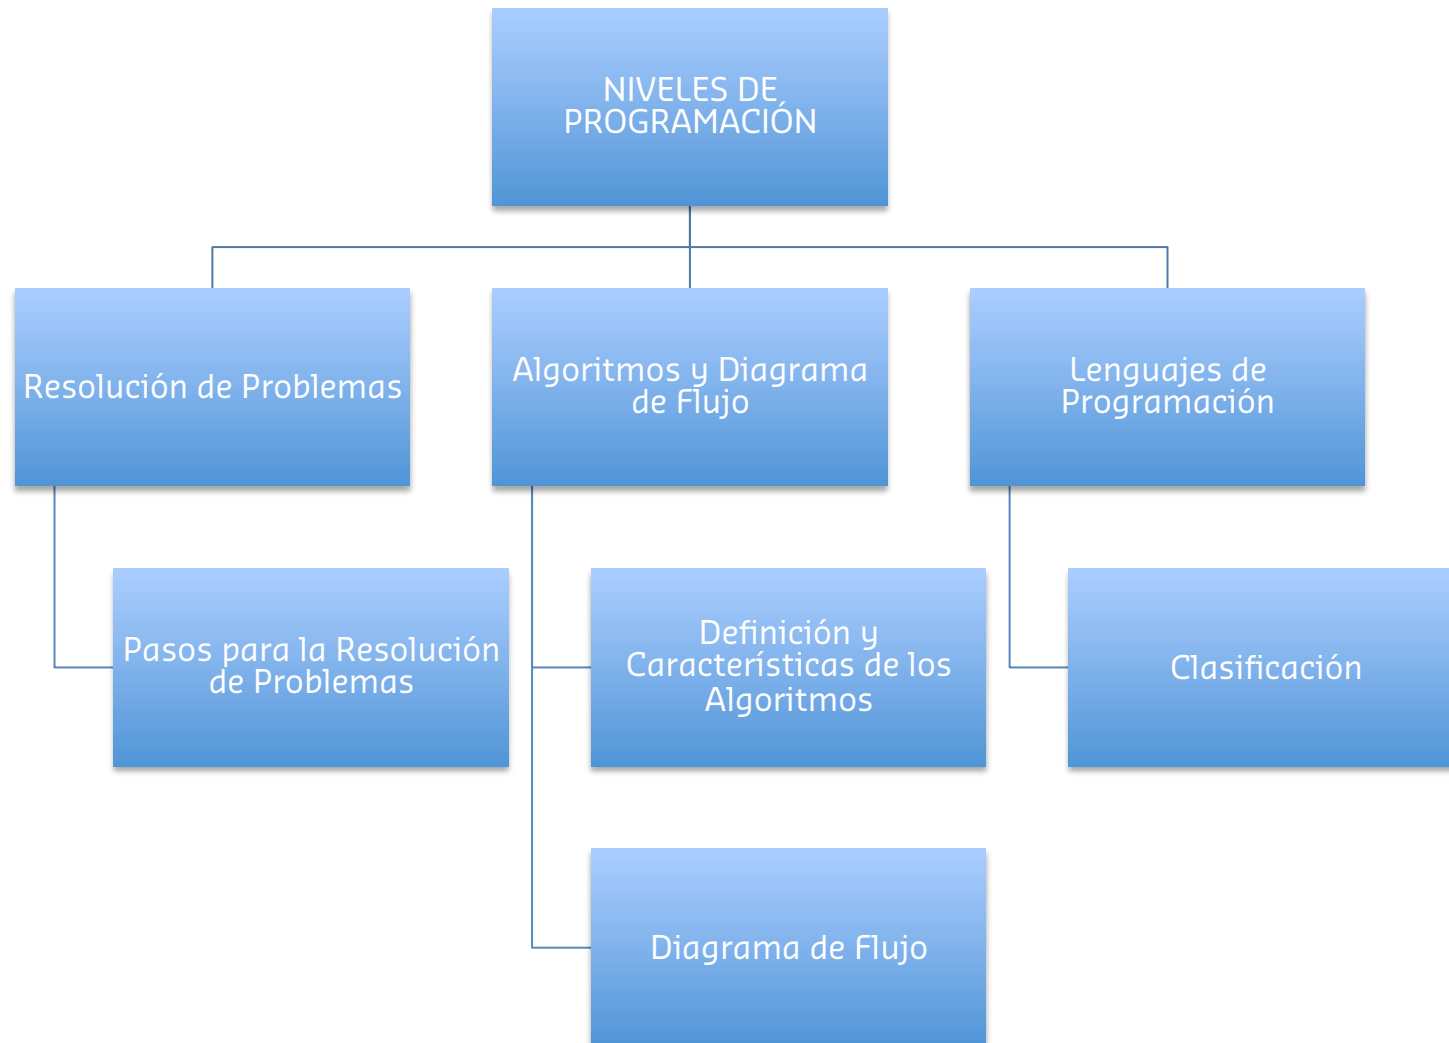 NIVELES DE
PROGRAMACIÓN
Resolución de Problemas
Algoritmos y Diagrama
de Flujo
Lenguajes de
Programación
Pasos para la Resolución
de Problemas
Definición y
Característícas de los
Algoritmos
Clasificación
Diagrama de Flujo